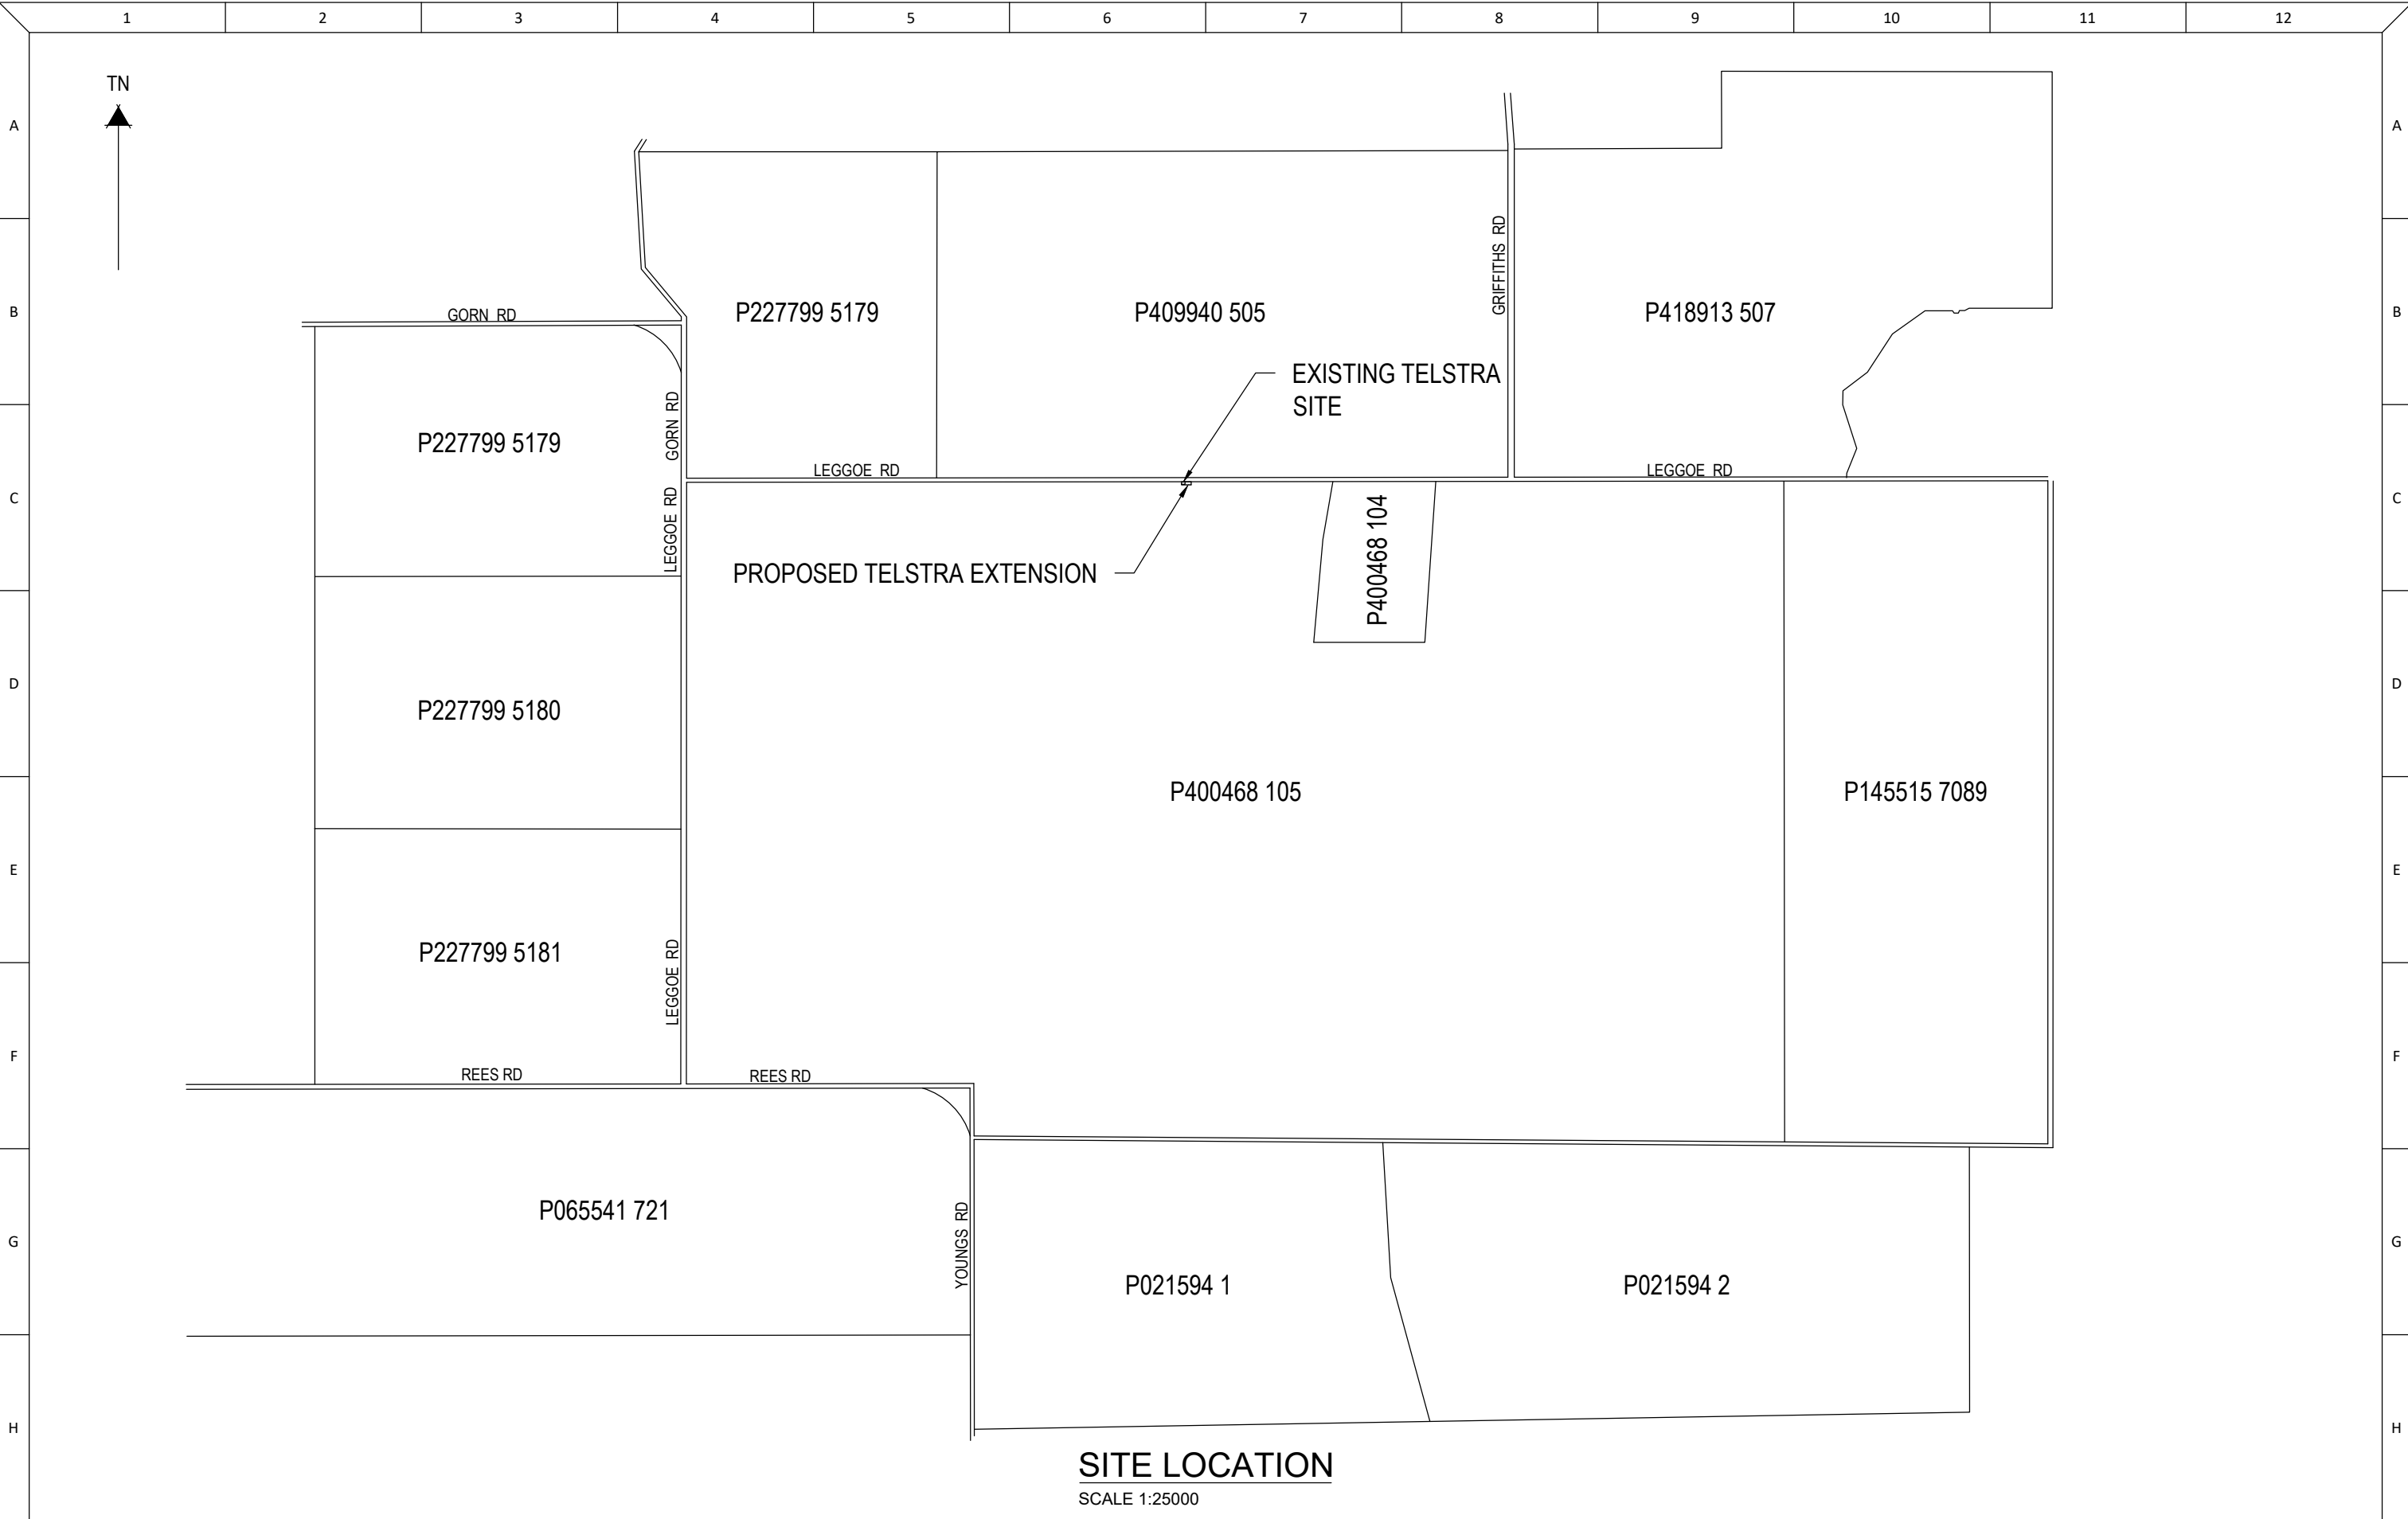 1 2 3 4 5 6 7 8 9 10 11 12
TN
A A
GRIFFITHS RD
B B
GORN RD
P227799 5179
P409940 505
P418913 507
EXISTING TELSTRA
SITE
GORN RD
P227799 5179
LEGGOE RD
LEGGOE RD
C C
LEGGOE RD
P400468 104
PROPOSED TELSTRA EXTENSION
D D
P227799 5180
P400468 105
P145515 7089
E E
P227799 5181
LEGGOE RD
F F
REES RD
REES RD
P065541 721
YOUNGS RD
G G
P021594 1
P021594 2
H H
SITE LOCATION
SCALE 1:25000